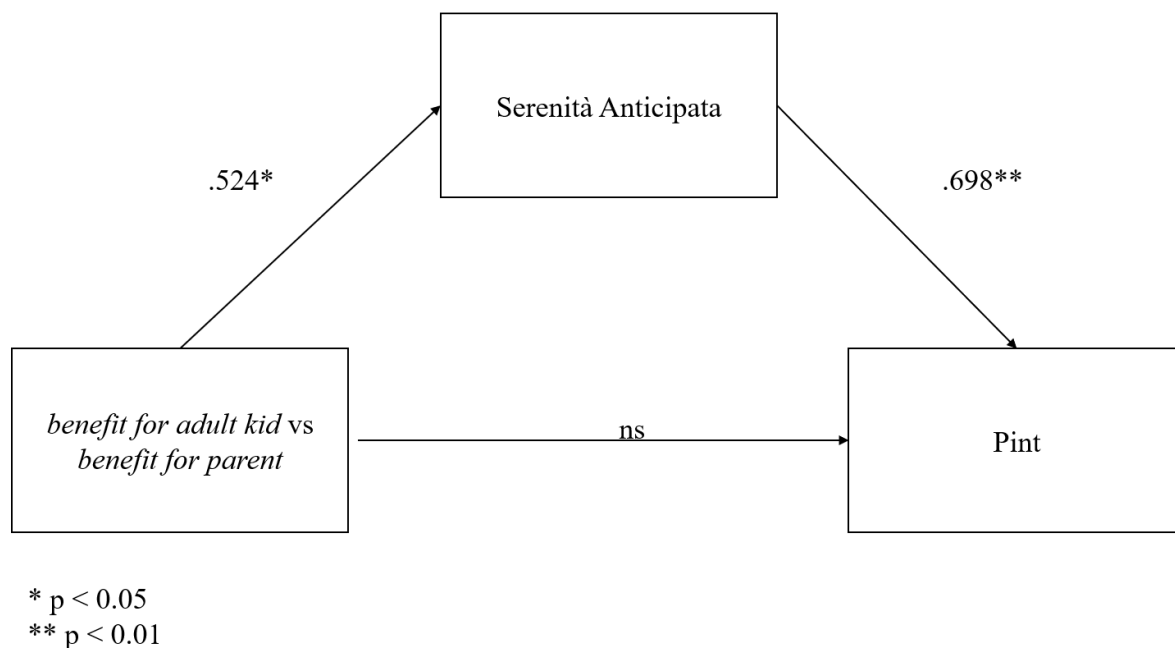 Serenità Anticipata
.524*
.698**
benefit for adult kid vs
benefit for parent
ns
Pint
* p < 0.05
** p < 0.01